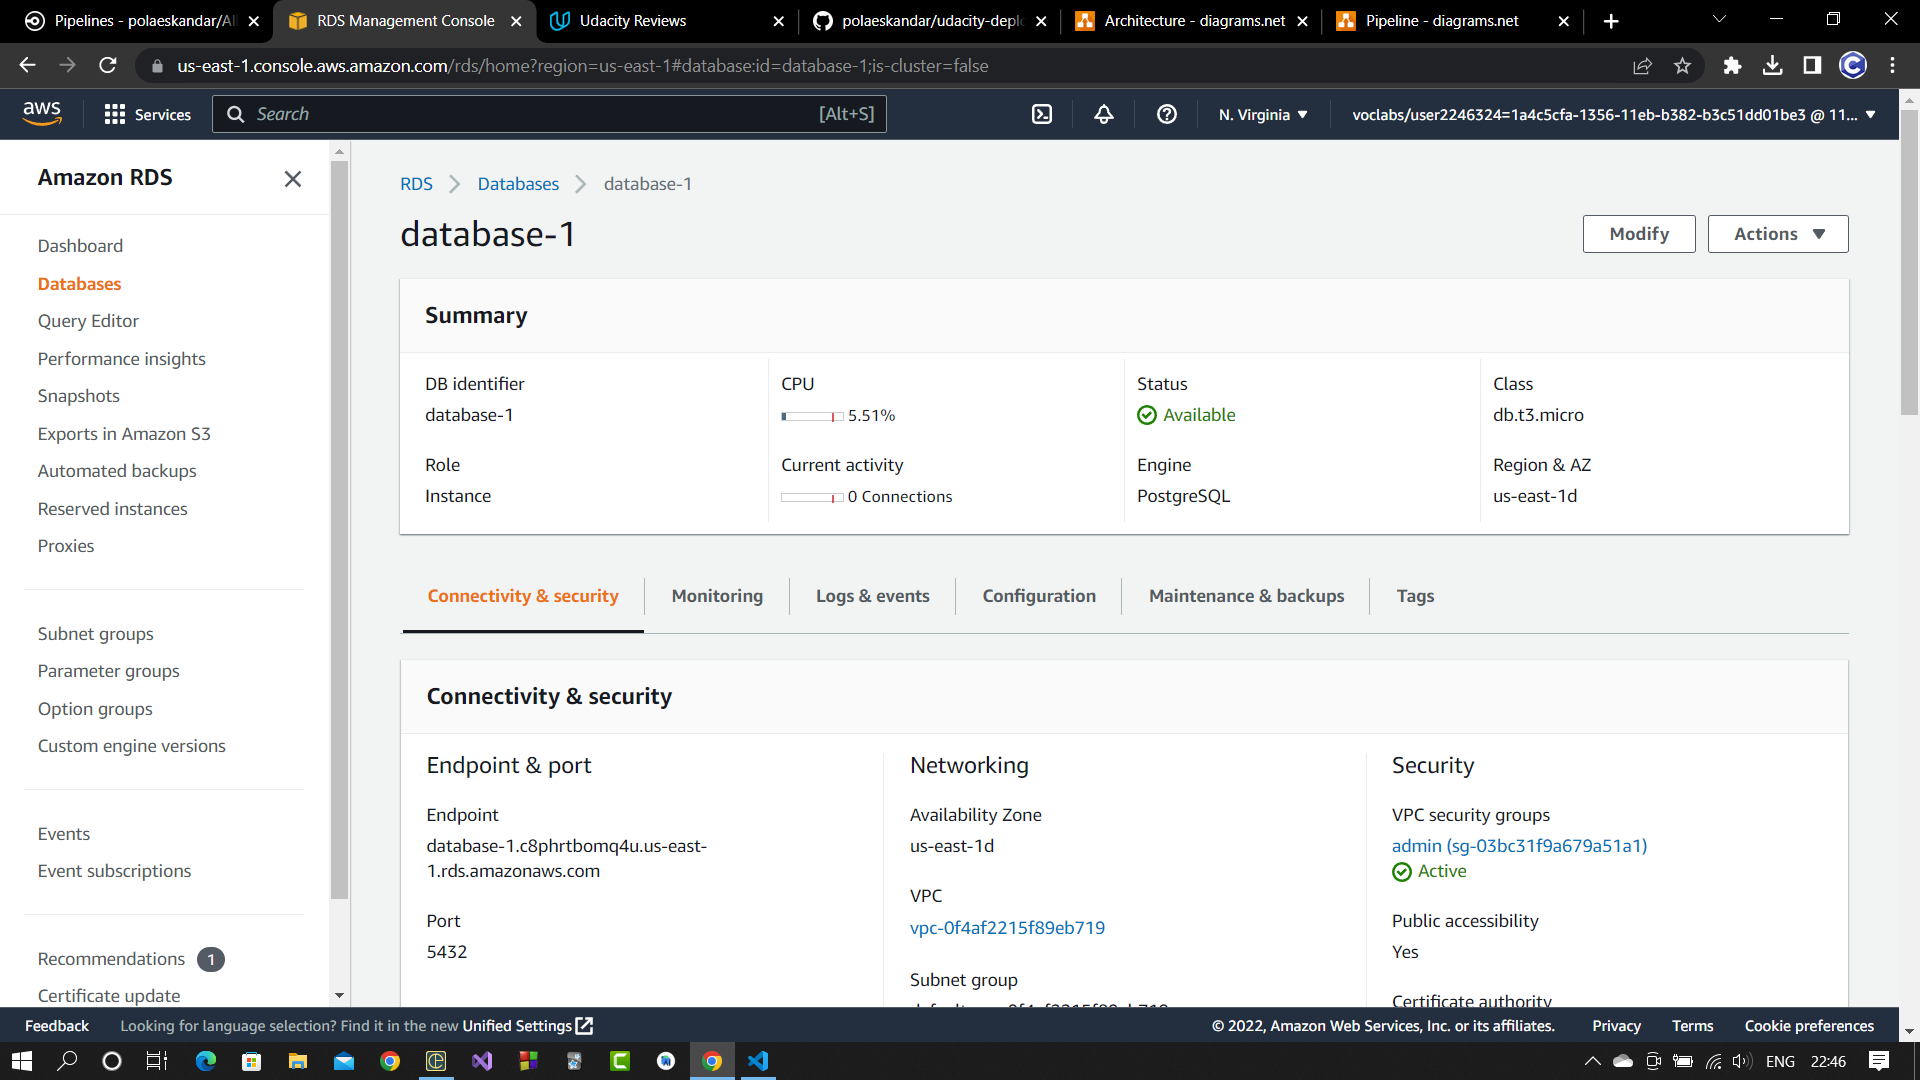 Pipelines - polaeskandar/Al
RDS Management Console
Udacity Reviews
polaeskandar/udacity-deplo
Architecture - diagrams.net
Pipeline - diagrams.net
us-east-1.console.aws.amazon.com/rds/home?region=us-east-1#database:id=database-1;is-cluster=false
aws
Services
Search
[Alt+S]
N. Virginia
voclabs/user2246324=1a4c5cfa-1356-11eb-b382-b3c51dd01be3 @ 11...
Amazon RDS
Dashboard
Databases
Query Editor
Performance insights
Snapshots
Exports in Amazon S3
Automated backups
Reserved instances
Proxies
Subnet groups
Parameter groups
Option groups
Custom engine versions
Events
Event subscriptions
Recommendations 1
Certificate update
RDS
Databases
database-1
database-1
Modify
Actions
Summary
DB identifier
database-1
CPU
5.51%
Status
Available
Class
db.t3.micro
Role
Instance
Current activity
0 Connections
Engine
PostgreSQL
Region & AZ
us-east-1d
Connectivity & security
Monitoring
Logs & events
Configuration
Maintenance & backups
Tags
Connectivity & security
Endpoint & port
Endpoint
database-1.c8phrtbomq4u.us-east-
1.rds.amazonaws.com
Port
5432
Networking
Availability Zone
us-east-1d
VPC
vpc-0f4af2215f89eb719
Subnet group
Security
VPC security groups
admin (sg-03bc31f9a679a51a1)
Active
Public accessibility
Yes
Certificate authority
Feedback
Looking for language selection? Find it in the new Unified Settings
© 2022, Amazon Web Services, Inc. or its affiliates.
Privacy
Terms
Cookie preferences
ENG
22:46